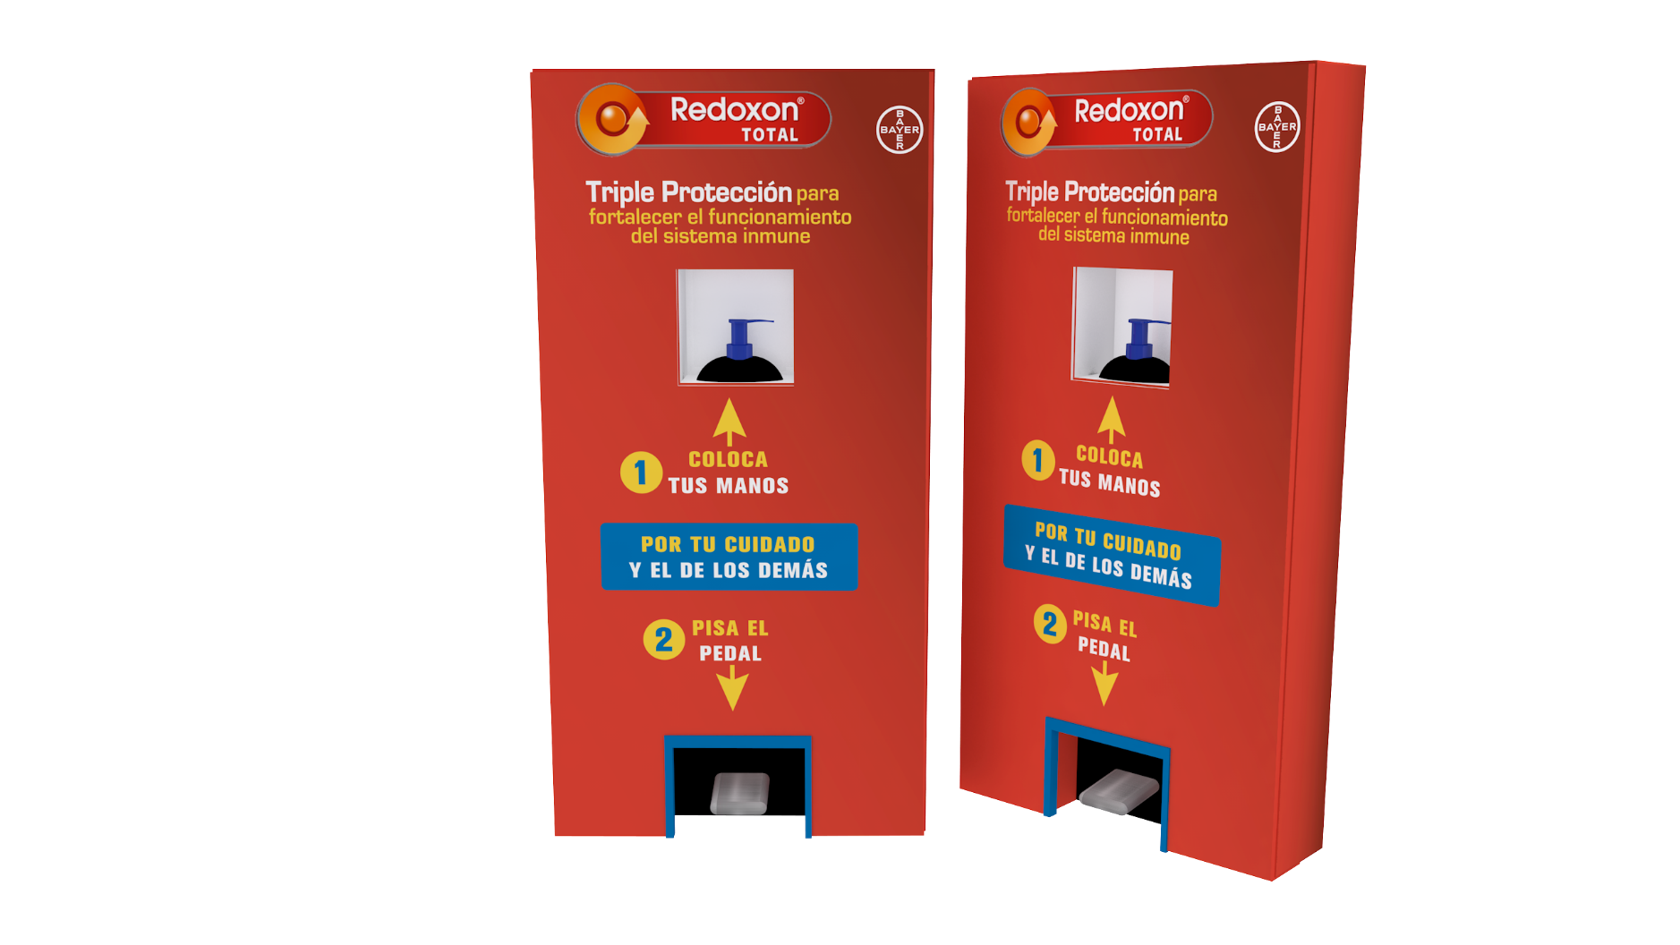 Redoxon®
TOTAL
BAYER
BAYER
Triple Protección para
fortalecer el funcionamiento
del sistema inmune
1 COLOCA
TUS MANOS
POR TU CUIDADO
Y EL DE LOS DEMÁS
2 PISA EL
PEDAL
Redoxon®
TOTAL
BAYER
BAYER
Triple Protección para
fortalecer el funcionamiento
del sistema inmune
1 COLOCA
TUS MANOS
POR TU CUIDADO
Y EL DE LOS DEMÁS
2 PISA EL
PEDAL